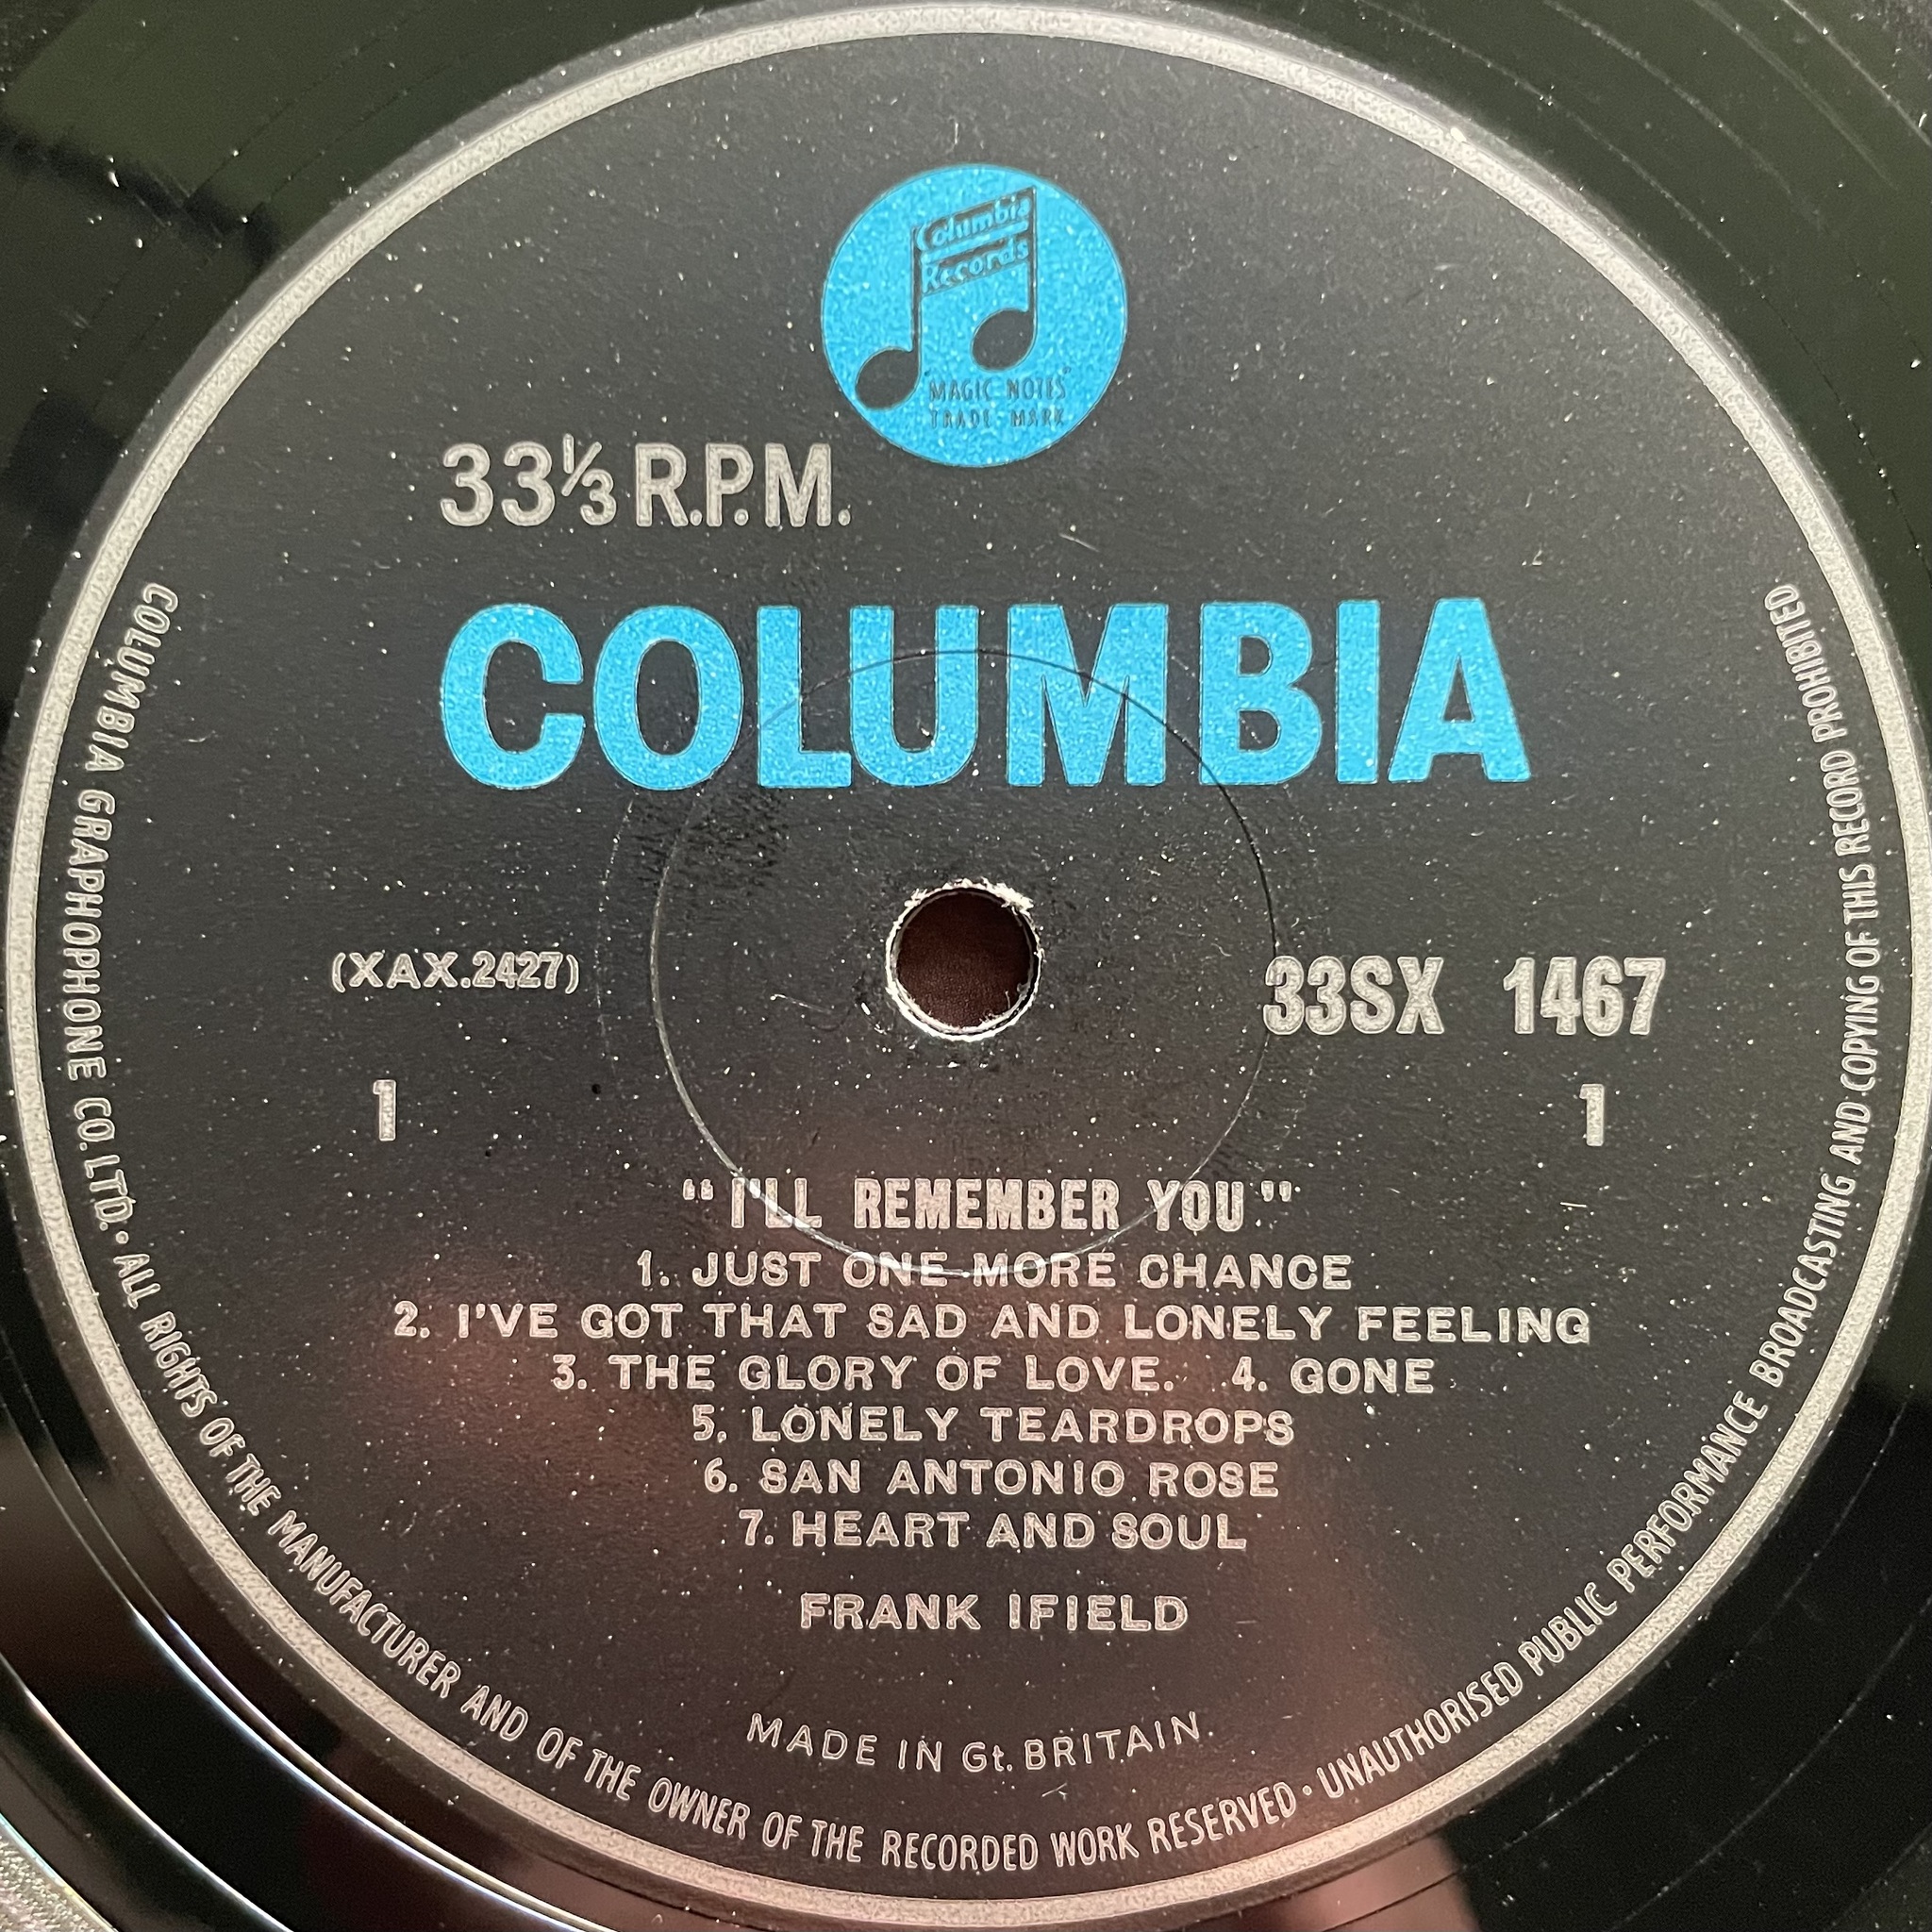 Columbia
Records
"MAGIC NOTES"
TRADE MARK
33⅓ R.P.M.
COLUMBIA
(XAX.2427)
33SX 1467
1
1
"I'LL REMEMBER YOU"
1. JUST ONE MORE CHANCE
2. I'VE GOT THAT SAD AND LONELY FEELING
3. THE GLORY OF LOVE. 4. GONE
5. LONELY TEARDROPS
6. SAN ANTONIO ROSE
7. HEART AND SOUL
FRANK IFIELD
MADE IN Gt. BRITAIN
COLUMBIA GRAPHOPHONE CO. LTD. • ALL RIGHTS OF THE MANUFACTURER AND OF THE OWNER OF THE RECORDED WORK RESERVED • UNAUTHORISED PUBLIC PERFORMANCE BROADCASTING AND COPYING OF THIS RECORD PROHIBITED